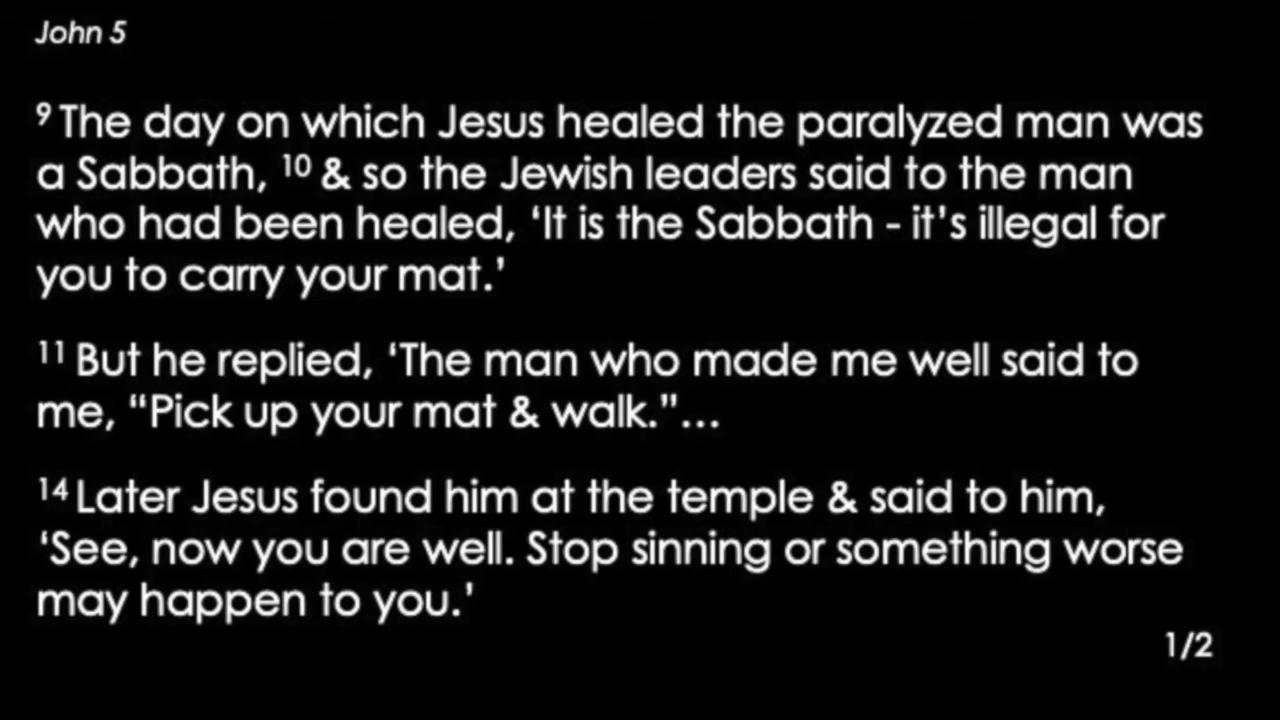 John 5
⁹ The day on which Jesus healed the paralyzed man was
a Sabbath, ¹⁰ & so the Jewish leaders said to the man
who had been healed, ‘It is the Sabbath - it’s illegal for
you to carry your mat.’
¹¹ But he replied, ‘The man who made me well said to
me, “Pick up your mat & walk.”...
¹⁴ Later Jesus found him at the temple & said to him,
‘See, now you are well. Stop sinning or something worse
may happen to you.’
1/2